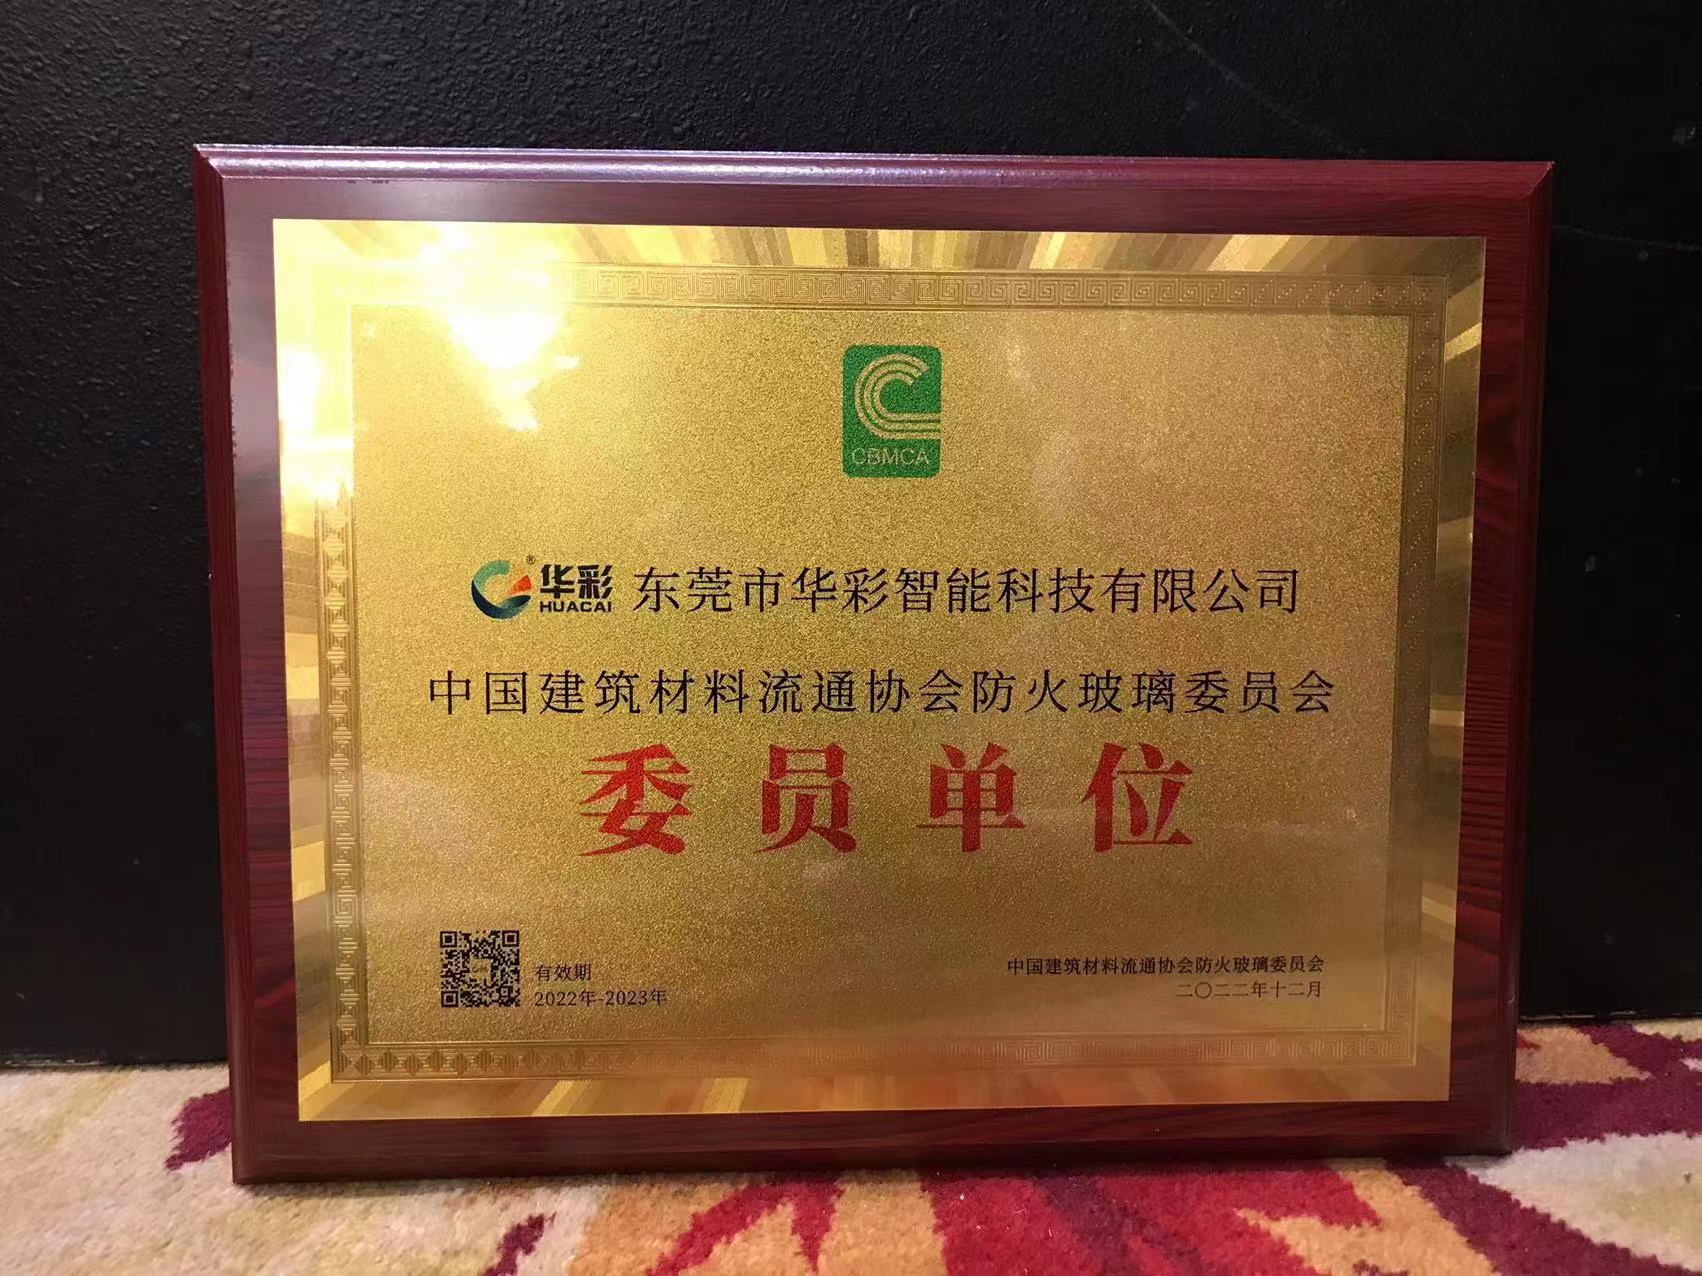 CBMCA
® 华彩 HUACAI 东莞市华彩智能科技有限公司
中国建筑材料流通协会防火玻璃委员会
委员单位
有效期
2022年-2023年
中国建筑材料流通协会防火玻璃委员会
二〇二二年十二月